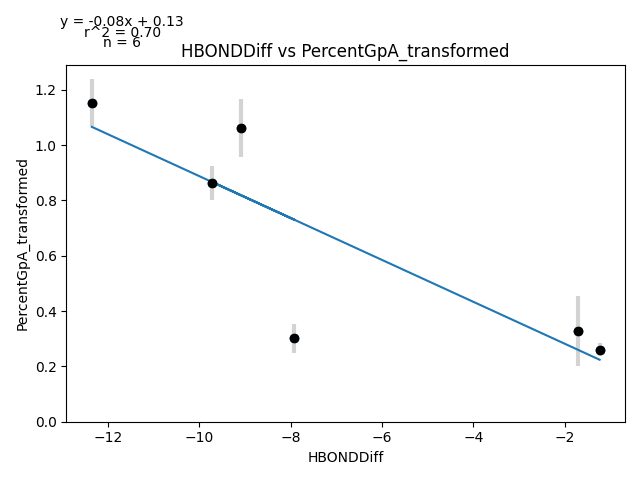 y = -0.08x + 0.13
r^2 = 0.70
n = 6
HBONDDiff vs PercentGpA_transformed
PercentGpA_transformed
1.2
1.0
0.8
0.6
0.4
0.2
0.0
−12
−10
−8
−6
−4
−2
HBONDDiff